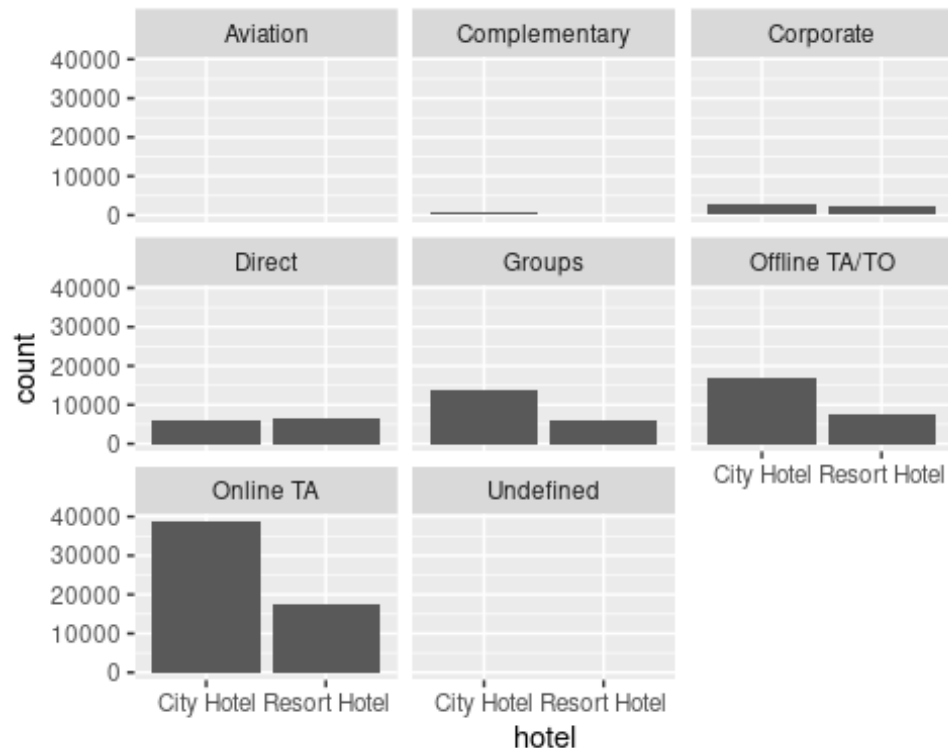 Aviation Complementary Corporate
40000
30000
20000
10000
0
Direct Groups Offline TA/TO
40000
30000
20000
10000
0
City Hotel Resort Hotel
Online TA Undefined
40000
30000
20000
10000
0
City Hotel Resort Hotel City Hotel Resort Hotel
count
hotel